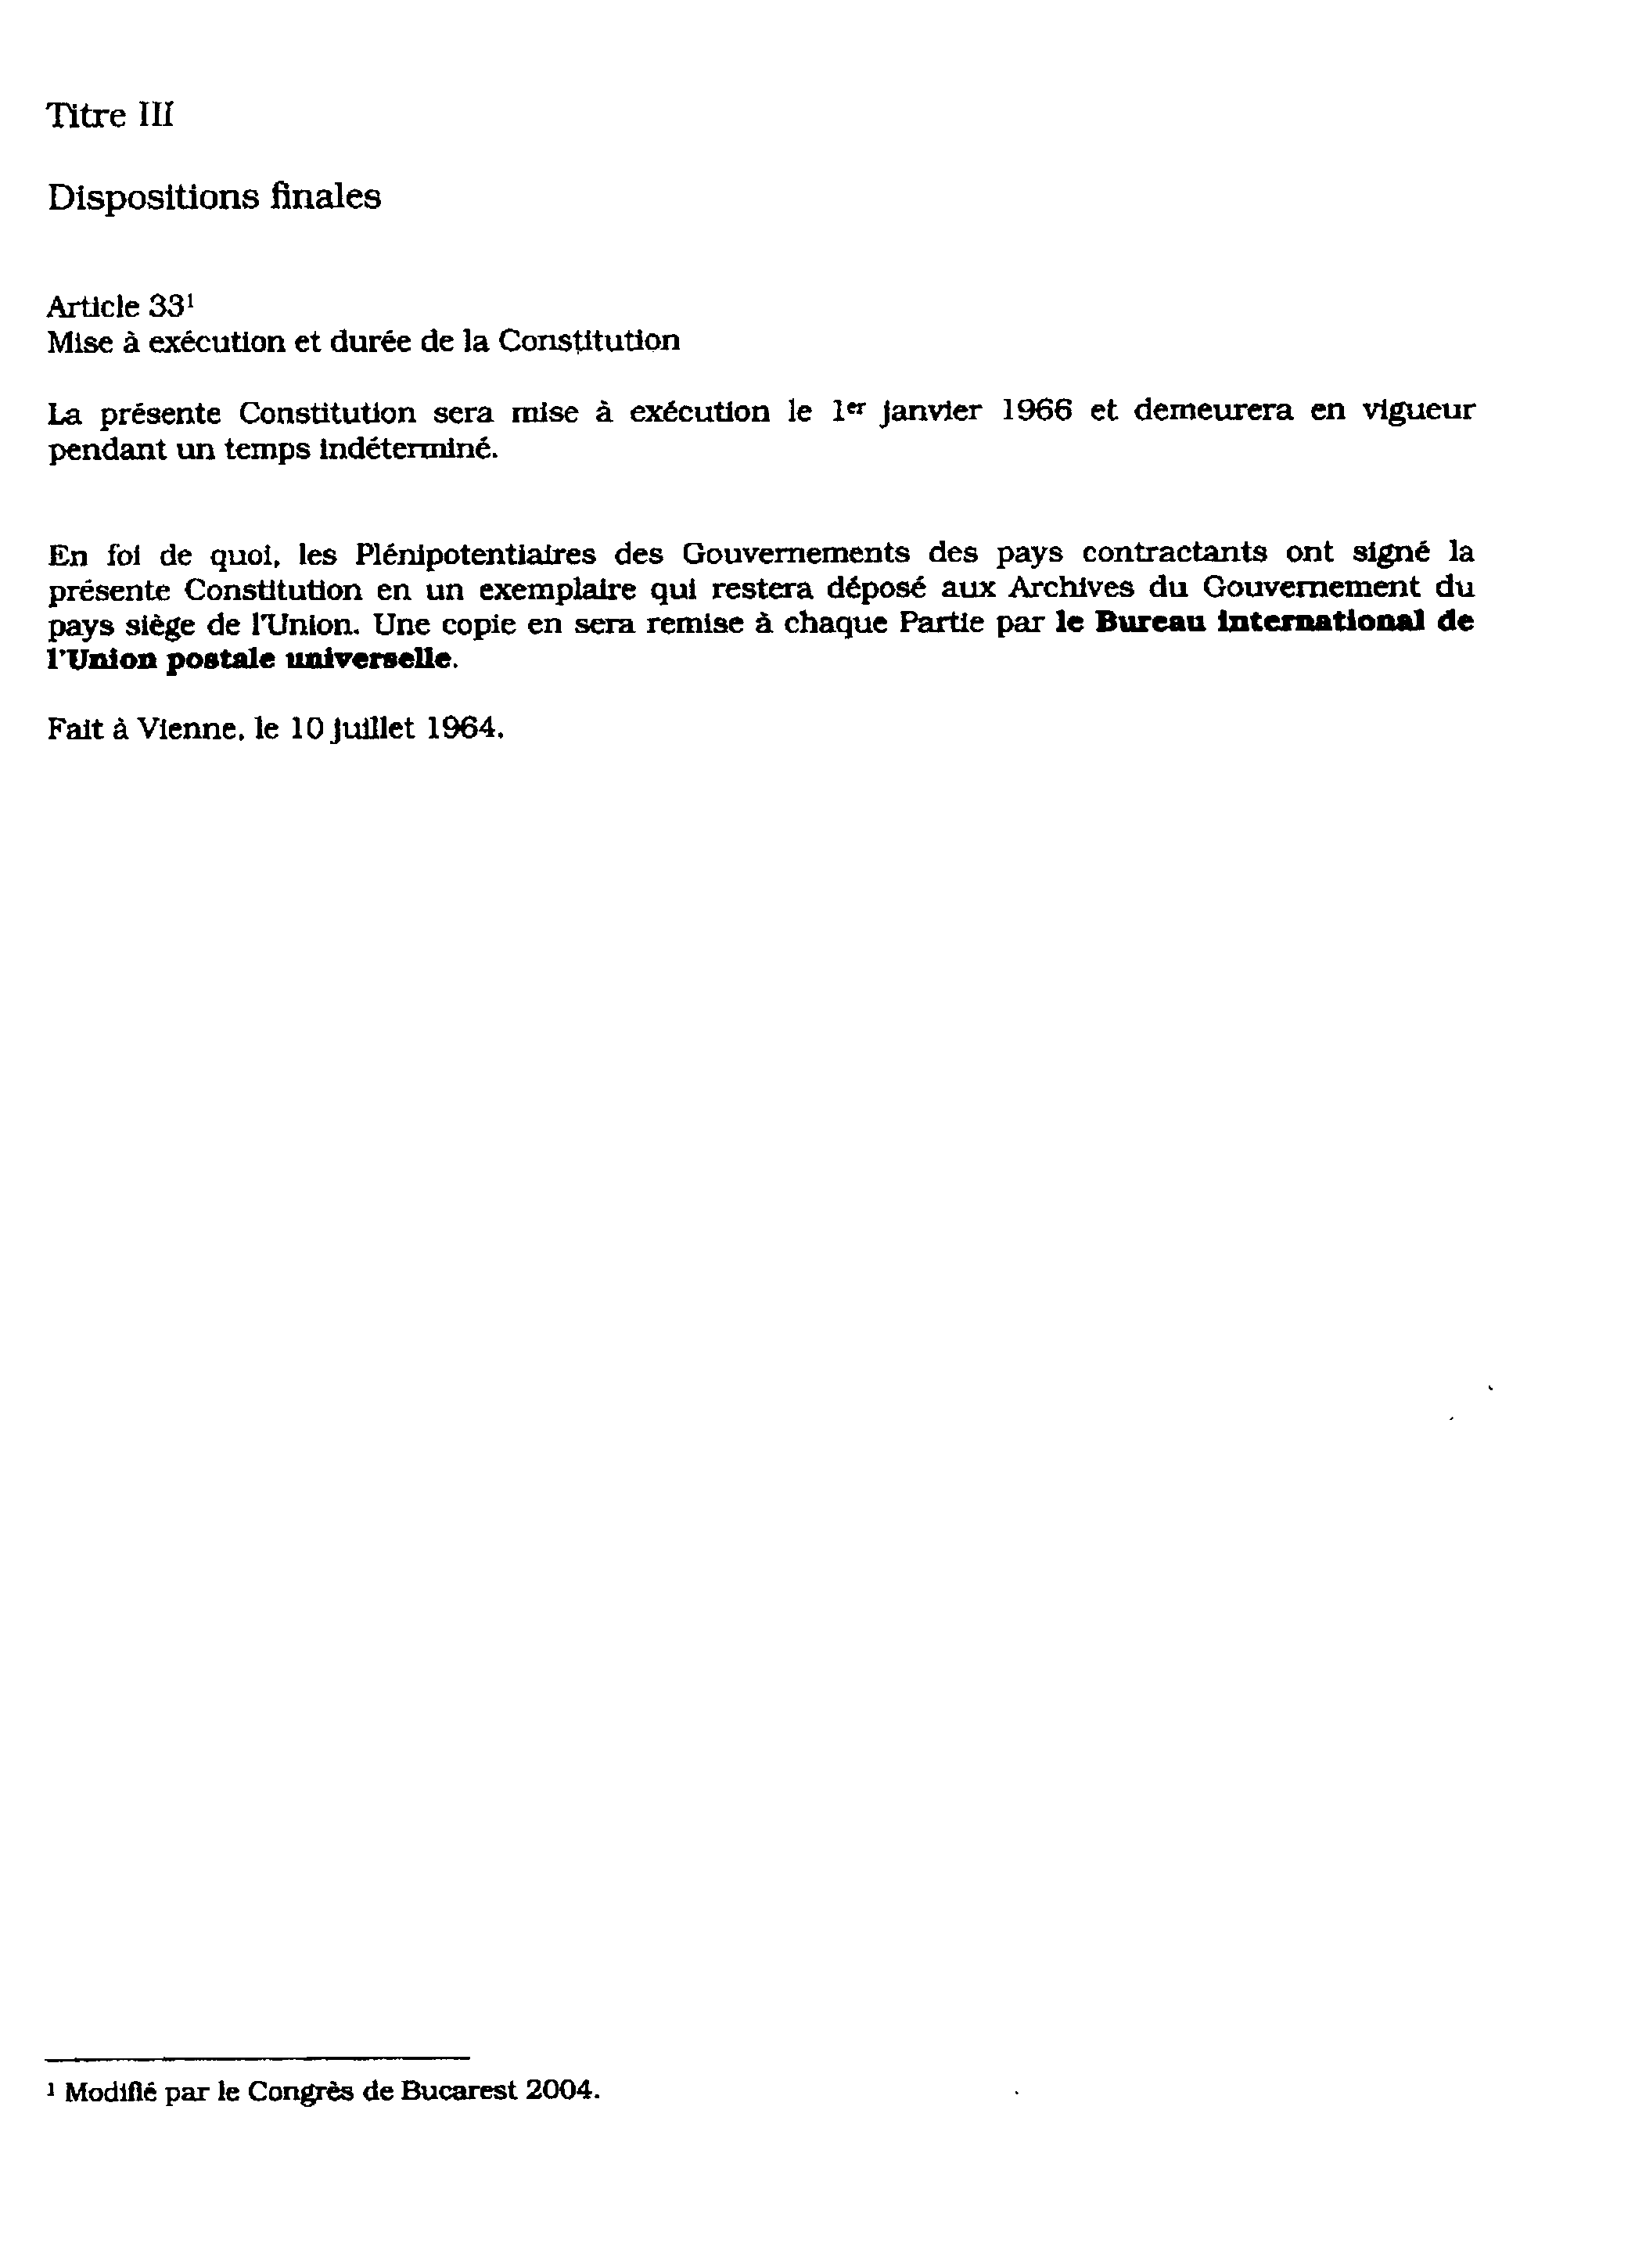 Titre III
Dispositions finales
Article 33¹
Mise à exécution et durée de la Constitution
La présente Constitution sera mise à exécution le 1er janvier 1966 et demeurera en vigueur
pendant un temps indéterminé.
En foi de quoi, les Plénipotentiaires des Gouvernements des pays contractants ont signé la
présente Constitution en un exemplaire qui restera déposé aux Archives du Gouvernement du
pays siège de l'Union. Une copie en sera remise à chaque Partie par le Bureau international de
l'Union postale universelle.
Fait à Vienne, le 10 juillet 1964.
¹ Modifié par le Congrès de Bucarest 2004.